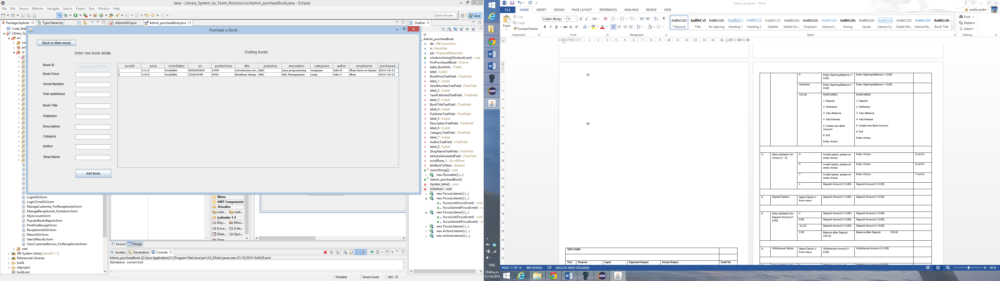 Java - Library_System_by_Team_Root/src/ui/Admin_purchaseBook.java - Eclipse
File Edit Source Refactor Navigate Search Project Run Window Help
Quick Access Java
Package Explorer Type Hierarchy
AdiminGUI.java Admin_purchaseBook.java
Outline
Code_Skel
Library_Sy
src
cor
pro
ui
Purchase a Book
Back to Main menu
Enter new book details
Existing books
Book ID Auto generated field
Book Price
Serial Number
Year published
Book Title
Publisher
Description
Category
Author
Shop Name
Add Book
bookID price bookStatus sn publishYear title publisher description categories author shopName purchased...
1 111.0 Available 565656565 1999 Introduction int... ABC Java programming computer John B Shop Store on Queen 2014-10-31
2 115.0 Available 15264548 2001 Database design ABC SQL Management comp John C Shop 2014-10-31
LoginGUI.form
LoginTimeGUI.form
ManageCustomer_ForReceptionist.form
ManageRecepitonist_ForAdmin.form
MyAccount.form
PopularBooksReport.form
PrintFineReceipt.form
ReceptionistGUI.form
ReturnGUI.form
SearchResults.form
ViewCustomerBorrow_ForReceptionist.form
user
JRE System Library [JavaSE-1.7]
Referenced Libraries
build
nbproject
build.xml
Menu
AWT Components
JGoodies
creat... creat...
jcalendar-1.4
JDay... JMon...
JLoca... JCale...
JDate... JSpin...
JYear
Source Design
Javadoc Declaration Console
Admin_purchaseBook (2) [Java Application] C:\Program Files\Java\jre1.8.0_20\bin\javaw.exe (31/10/2014 10:44:29 pm)
Database connected
Writable Smart Insert 420 : 25
ui
Admin_purchaseBook
db : DBConnection
rs : ResultSet
pst : PreparedStatement
windowclosing(WindowEvent) : void
frmPurchaseABook : JFrame
table_BookInfo : JTable
label : JLabel
BookPriceTextField : JTextField
label_1 : JLabel
SerialNumberTextField : JTextField
label_2 : JLabel
YearPublishedTextField : JTextField
label_3 : JLabel
BookTitleTextField : JTextField
label_4 : JLabel
PublisherTextField : JTextField
label_5 : JLabel
DescriptionTextField : JTextField
label_6 : JLabel
CategoryTextField : JTextField
label_7 : JLabel
AuthorTextField : JTextField
label_8 : JLabel
ShopNameTextField : JTextField
txtAutoGeneratedField : JTextField
scrollPane_1 : JScrollPane
btnBackToMain : JButton
main(String[]) : void
new Runnable() {...}
Admin_purchaseBook()
Update_table() : void
initialize() : void
new FocusListener() {...}
new FocusListener() {...}
focusLost(FocusEvent) : void
focusGained(FocusEvent) : vo
new FocusListener() {...}
focusLost(FocusEvent) : void
focusGained(FocusEvent) : vo
new FocusListener() {...}
new ActionListener() {...}
new ActionListener() {...}
ENG
10:44 p.m.
31/10/2014
Library program - Word
FILE HOME INSERT DESIGN PAGE LAYOUT REFERENCES MAILINGS REVIEW VIEW
andre andre
Paste
Cut
Copy
Format Painter
Clipboard
Calibri (Body) 11
Font
Paragraph
AaBbCcDc AaBbCcI AaBbCcDc AaBbCc AaBbCcD AaBbCcD AaBbCcDc AaBbCcDc AaBbCcDc AaBbCcDc AaBbCcDc AaBbCcDc AaBbCcDc AaBbCcDc AaBbCcDc
¶ Normal Title No Spacing Heading 1 Heading 2 Subtitle Subtle Em... Emphasis Intense E... Strong Quote Intense Q... Subtle Ref... Intense Re... Book Title
Styles
Find
Replace
Select
Editing
5)
6)
TEST CASES
Test Purpose Input Expected Output Actual Output Fault No
0 Enter Opening Balance ( > 0.00) Enter Opening Balance ( > 0.00)
character Enter Opening Balance ( > 0.00) Enter Opening Balance ( > 0.00)
123.45 MAIN MENU MAIN MENU
1 Deposit 1 Deposit
2 Withdraw 2 Withdraw
3 View Balance 3 View Balance
4 Add Interest 4 Add Interest
5 Create new Bank Account 5 Create new Bank Account
6 Exit 6 Exit
Enter choice: Enter choice:
3. Data validation for choice (1 – 6) A Invalid option, please re-enter choice: Enter choice: 5 not fix
0 Invalid option, please re-enter choice: Enter choice: 6 not fix
7 Invalid option, please re-enter choice: Enter choice: 7 not fix
1 Deposit Amount (> 0.00): Deposit Amount (> 0.00):
4. Deposit Option Select Option 1 from menu Deposit Amount (> 0.00): Deposit Amount (> 0.00):
5. Data Validation for Deposit Amount (> 0.00) C Deposit Amount (> 0.00): Deposit Amount (> 0.00):
0.00 Deposit Amount (> 0.00): Deposit Amount (> 0.00):
-12.33 Deposit Amount (> 0.00): Deposit Amount (> 0.00):
2.00 Balance after Deposit 125.45 Balance after Deposit 125.45
6. Withdrawal Option Select Option 1 from menu Withdrawal Amount (> 0.00) Withdrawal Amount (> 0.00)
PAGE 11 OF 14 988 WORDS ENGLISH (NEW ZEALAND) 90 %